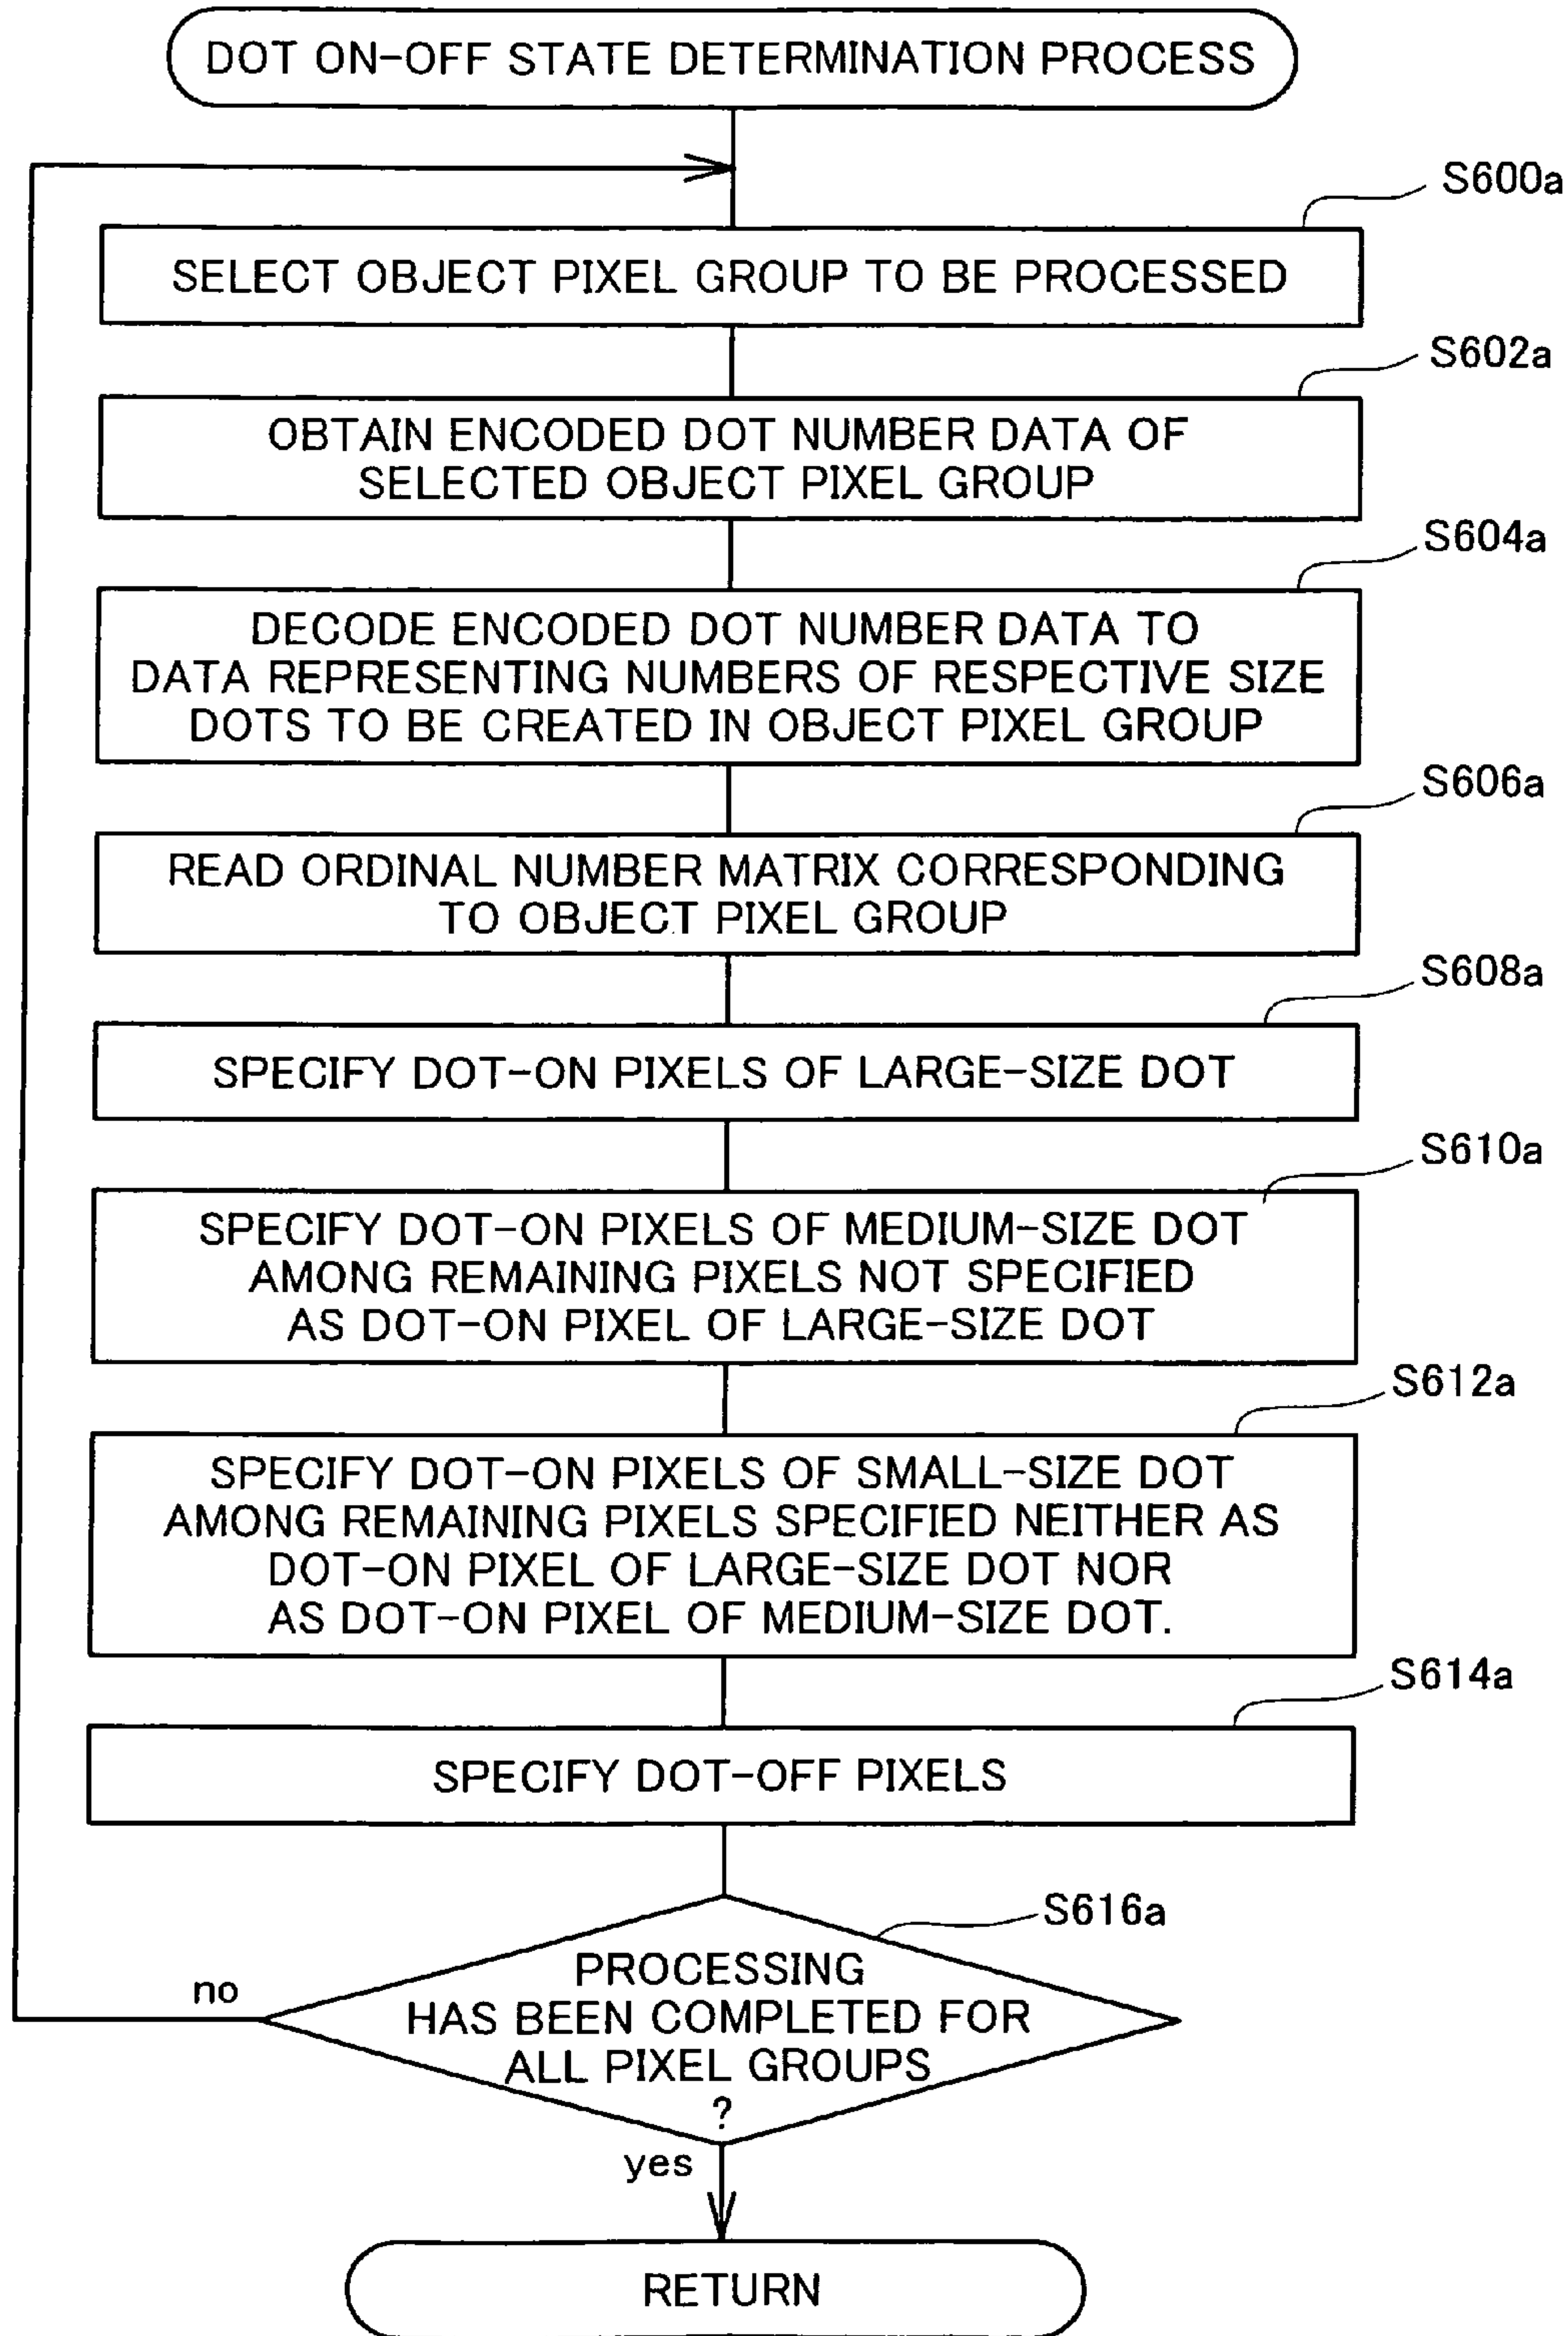 DOT ON-OFF STATE DETERMINATION PROCESS
S600a
SELECT OBJECT PIXEL GROUP TO BE PROCESSED
S602a
OBTAIN ENCODED DOT NUMBER DATA OF
SELECTED OBJECT PIXEL GROUP
S604a
DECODE ENCODED DOT NUMBER DATA TO
DATA REPRESENTING NUMBERS OF RESPECTIVE SIZE
DOTS TO BE CREATED IN OBJECT PIXEL GROUP
S606a
READ ORDINAL NUMBER MATRIX CORRESPONDING
TO OBJECT PIXEL GROUP
S608a
SPECIFY DOT-ON PIXELS OF LARGE-SIZE DOT
S610a
SPECIFY DOT-ON PIXELS OF MEDIUM-SIZE DOT
AMONG REMAINING PIXELS NOT SPECIFIED
AS DOT-ON PIXEL OF LARGE-SIZE DOT
S612a
SPECIFY DOT-ON PIXELS OF SMALL-SIZE DOT
AMONG REMAINING PIXELS SPECIFIED NEITHER AS
DOT-ON PIXEL OF LARGE-SIZE DOT NOR
AS DOT-ON PIXEL OF MEDIUM-SIZE DOT.
S614a
SPECIFY DOT-OFF PIXELS
S616a
PROCESSING
no
HAS BEEN COMPLETED FOR
ALL PIXEL GROUPS
?
yes
RETURN